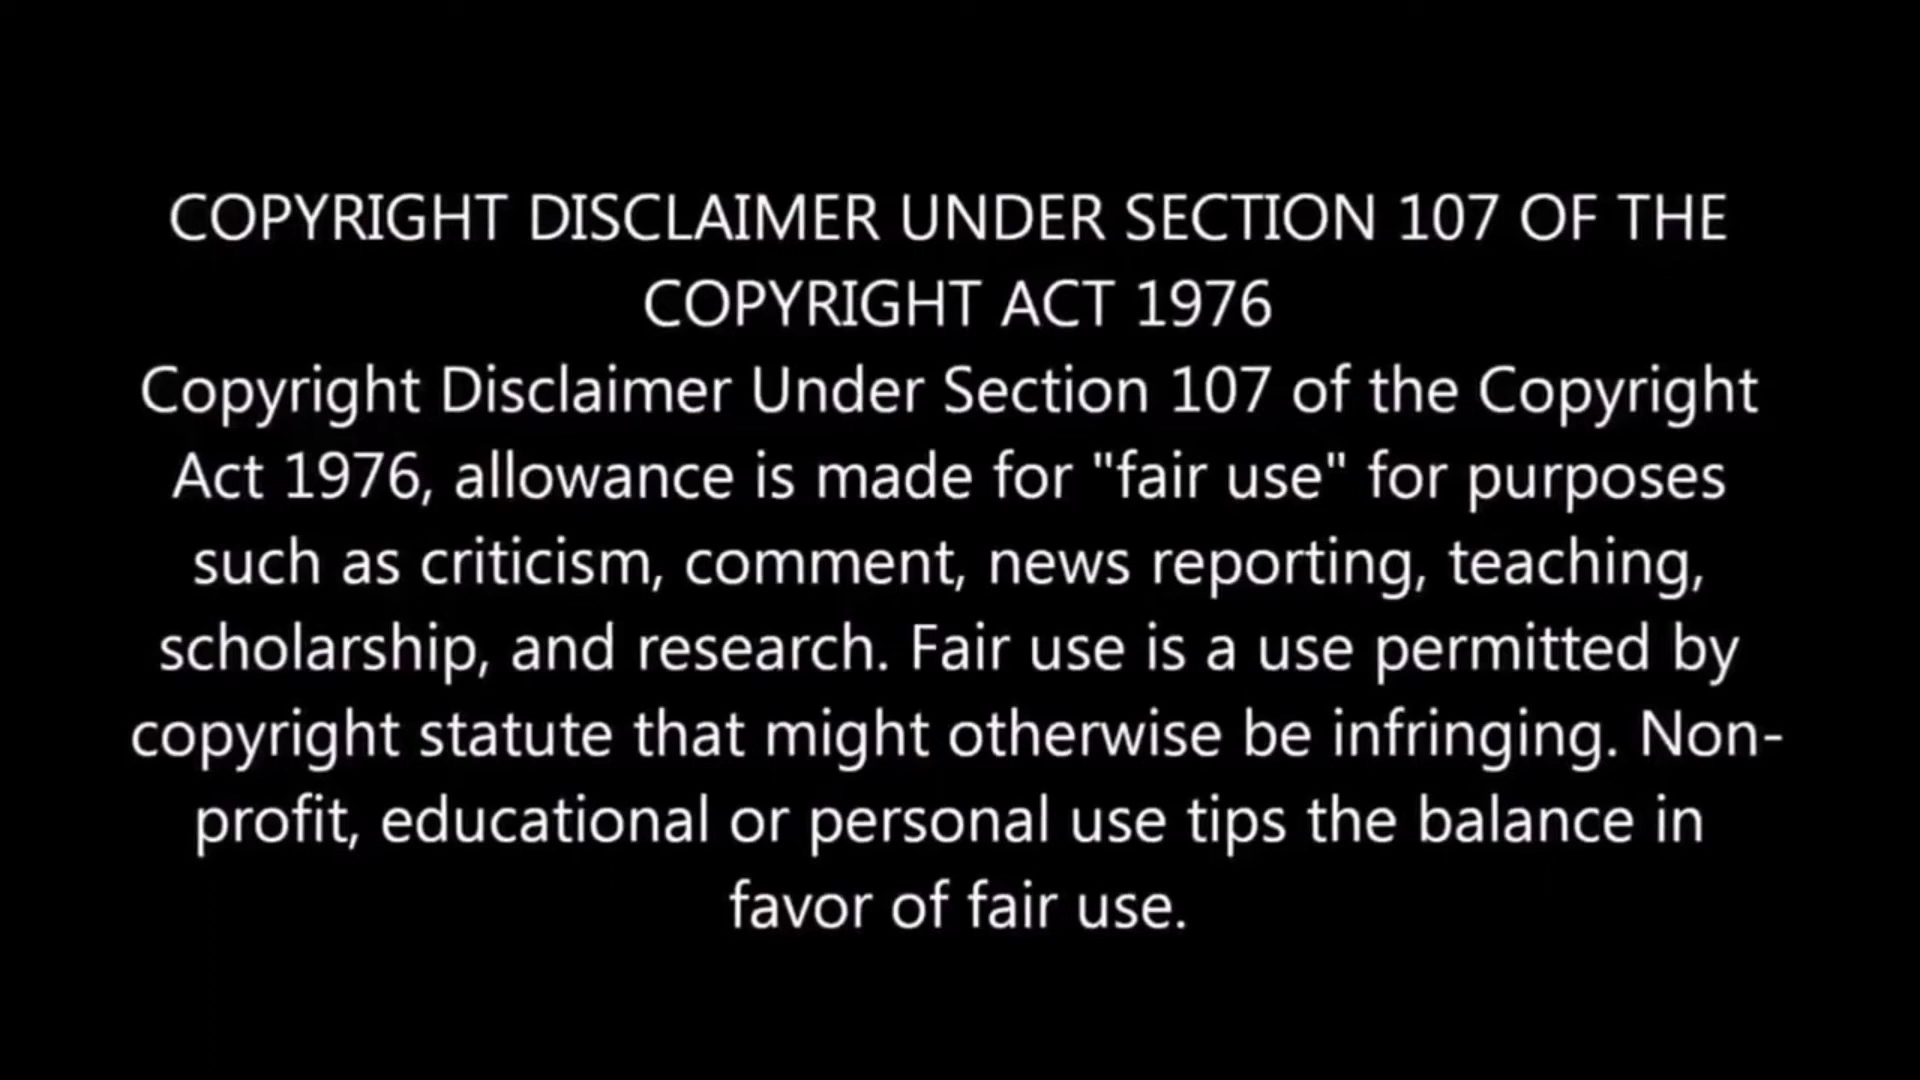 COPYRIGHT DISCLAIMER UNDER SECTION 107 OF THE
COPYRIGHT ACT 1976
Copyright Disclaimer Under Section 107 of the Copyright
Act 1976, allowance is made for "fair use" for purposes
such as criticism, comment, news reporting, teaching,
scholarship, and research. Fair use is a use permitted by
copyright statute that might otherwise be infringing. Non-
profit, educational or personal use tips the balance in
favor of fair use.